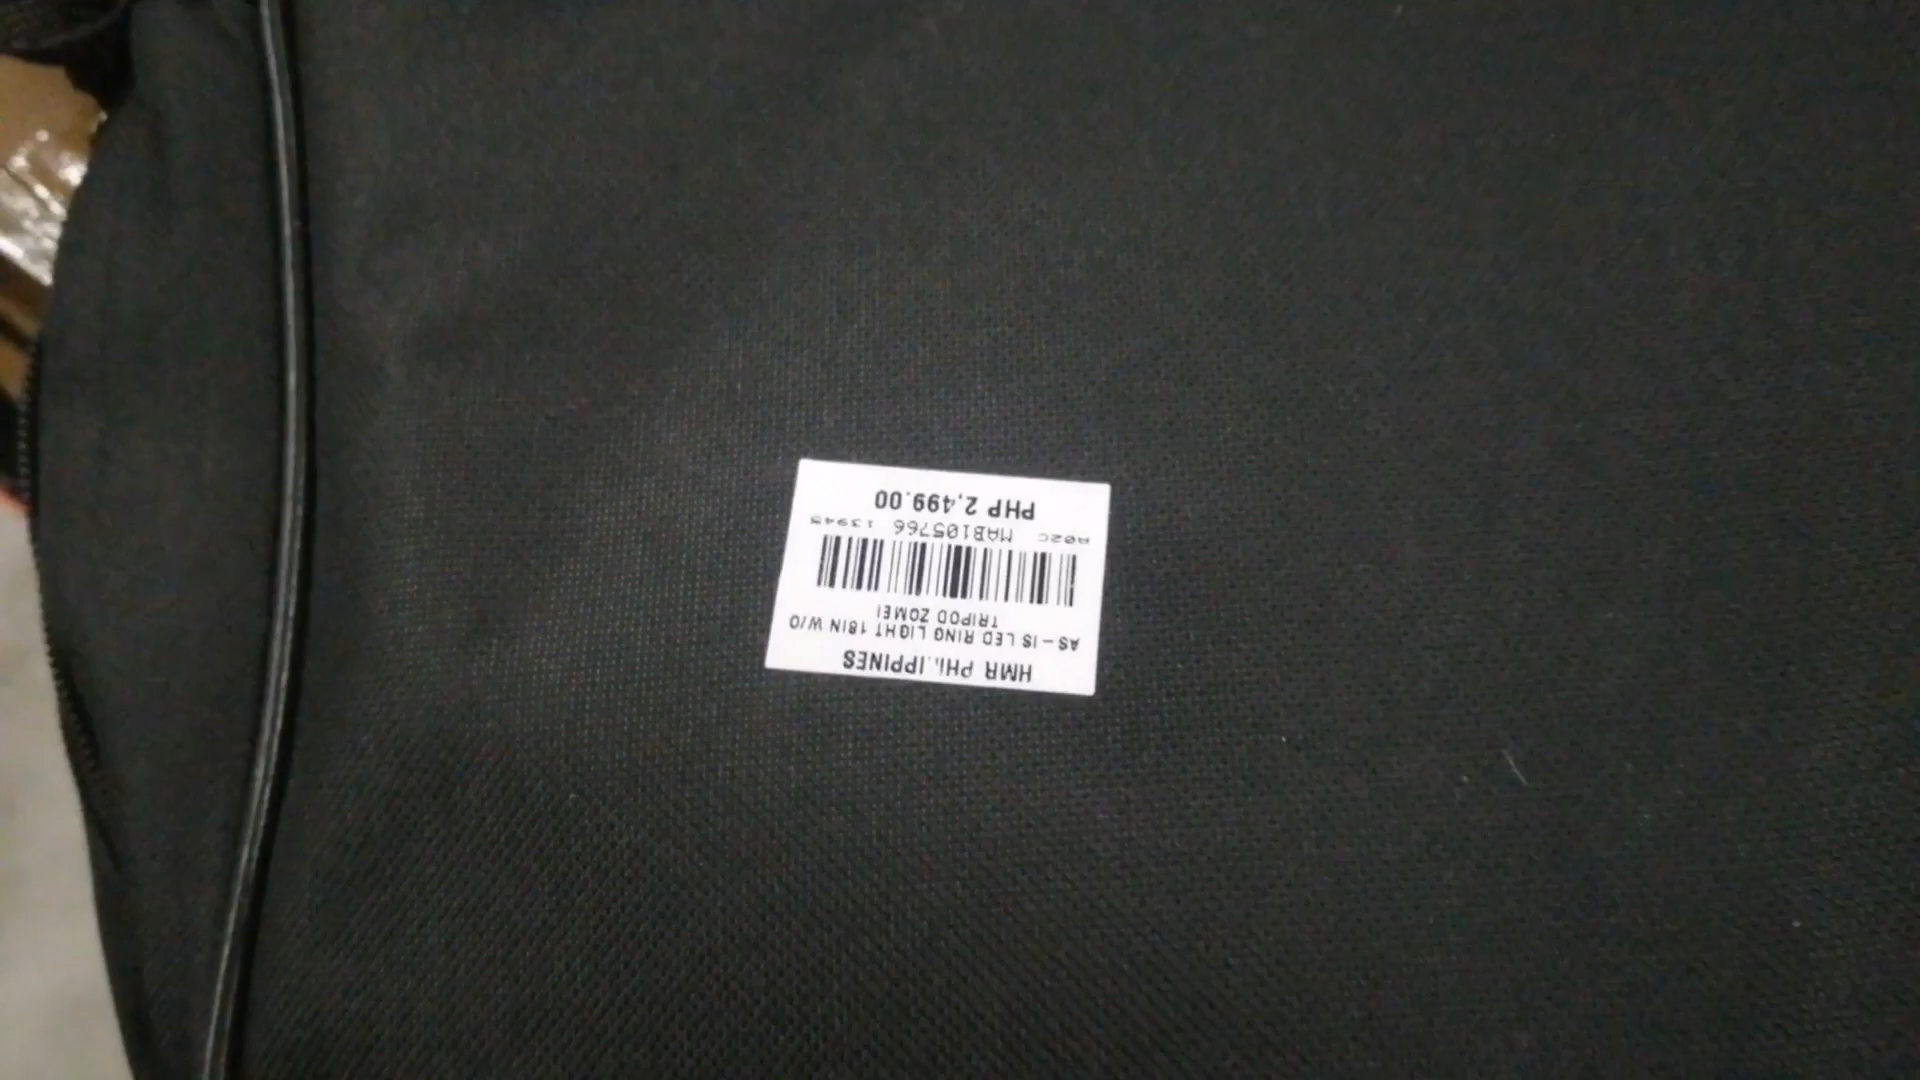 HMR PHILIPPINES
AS-IS LED RING LIGHT 18IN W/O
TRIPOD ZOMEI
A02C MAB105766 13945
PHP 2,499.00